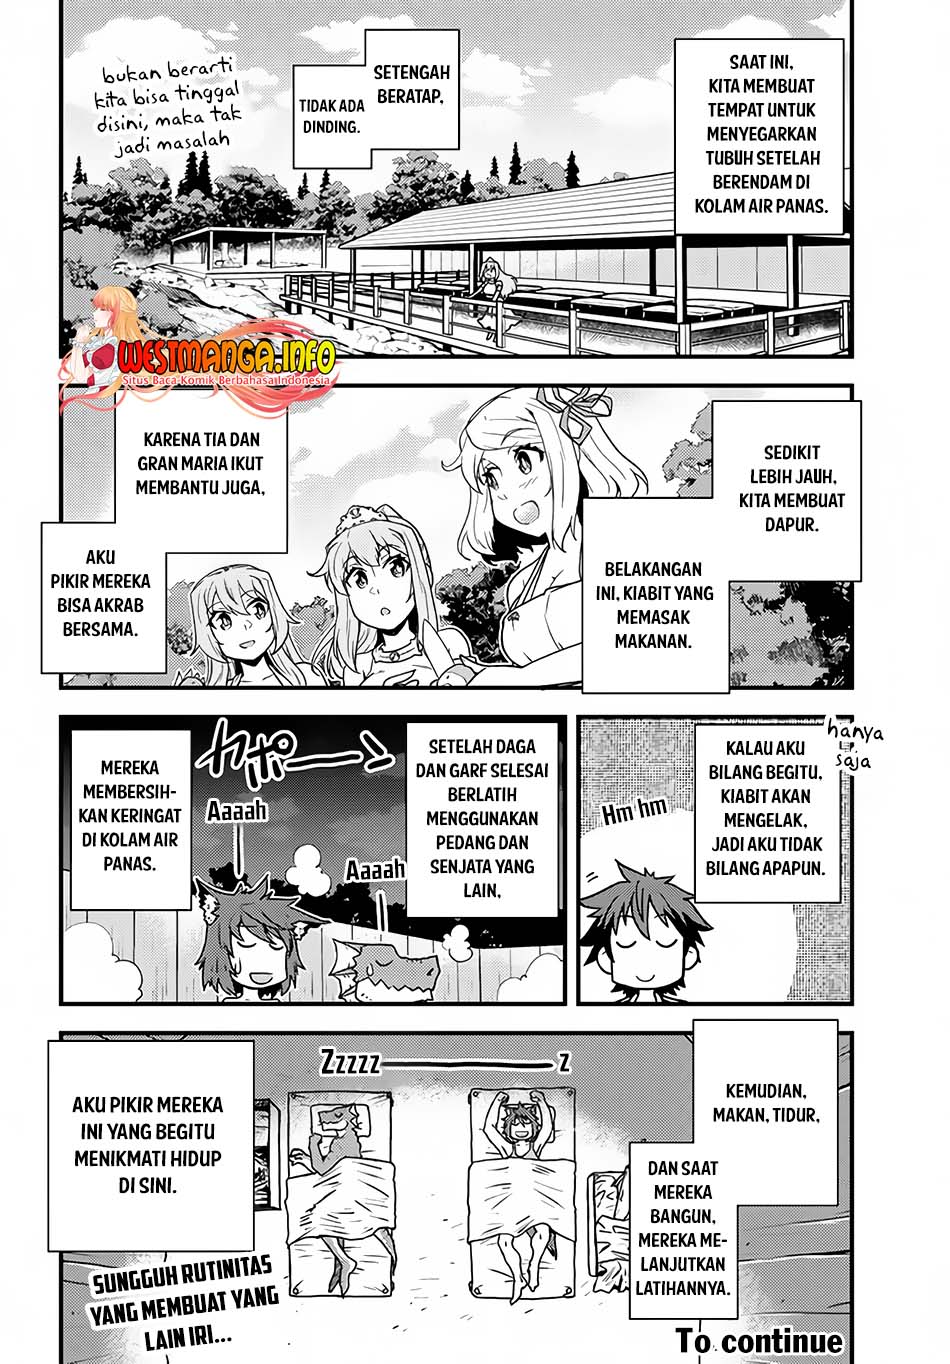 SAAT INI,
KITA MEMBUAT
TEMPAT UNTUK
MENYEGARKAN
TUBUH SETELAH
BERENDAM DI
KOLAM AIR PANAS.
SETENGAH
BERATAP,
TIDAK ADA
DINDING.
bukan berarti
kita bisa tinggal
disini, maka tak
jadi masalah
WESTMANGA.INFO
Situs Baca Komik Berbahasa Indonesia
SEDIKIT
LEBIH JAUH,
KITA MEMBUAT
DAPUR.
BELAKANGAN
INI, KIABIT YANG
MEMASAK
MAKANAN.
KARENA TIA DAN
GRAN MARIA IKUT
MEMBANTU JUGA,
AKU
PIKIR MEREKA
BISA AKRAB
BERSAMA.
KALAU AKU
BILANG BEGITU,
KIABIT AKAN
MENGELAK,
JADI AKU TIDAK
BILANG APAPUN.
hanya
saja
Hm hm
SETELAH DAGA
DAN GARF SELESAI
BERLATIH
MENGGUNAKAN
PEDANG DAN
SENJATA YANG
LAIN,
カポーン
Aaaah
Aaaah
MEREKA
MEMBERSIH-
KAN KERINGAT
DI KOLAM AIR
PANAS.
KEMUDIAN,
MAKAN, TIDUR,
DAN SAAT
MEREKA
BANGUN,
MEREKA ME-
LANJUTKAN
LATIHANNYA.
Zzzzz z
AKU PIKIR MEREKA
INI YANG BEGITU
MENIKMATI HIDUP
DI SINI.
SUNGGUH RUTINITAS
YANG MEMBUAT YANG
LAIN IRI...
To continue